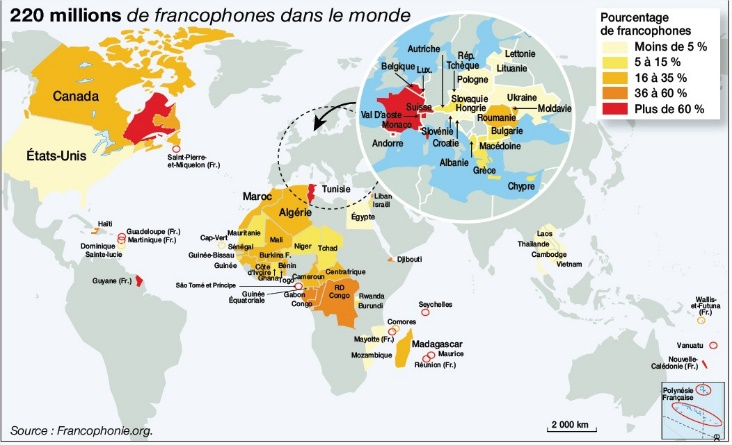 220 millions de francophones dans le monde
Pourcentage
de francophones
Moins de 5 %
5 à 15 %
16 à 35 %
36 à 60 %
Plus de 60 %
Autriche
Rép.
Tchèque
Lettonie
Lituanie
Belgique
Lux.
Pologne
Slovaquie
Hongrie
Ukraine
Moldavie
Suisse
Val D'aoste
Monaco
Roumanie
Bulgarie
Slovénie
Croatie
Macédoine
Andorre
Albanie
Grèce
Chypre
Canada
États-Unis
Saint-Pierre-
et-Miquelon (Fr.)
Haïti
Guadeloupe (Fr.)
Martinique (Fr.)
Dominique
Sainte-lucie
Guyane (Fr.)
Maroc
Tunisie
Algérie
Liban
Israël
Égypte
Cap-Vert
Mauritanie
Sénégal
Mali
Niger
Tchad
Guinée-Bissau
Burkina F.
Guinée
Côte
d'Ivoire
Bénin
Ghana
Togo
Cameroun
Centrafrique
Djibouti
São Tomé et Principe
Guinée
Équatoriale
Gabon
Congo
RD
Congo
Rwanda
Burundi
Seychelles
Comores
Mayotte (Fr.)
Madagascar
Mozambique
Maurice
Réunion (Fr.)
Laos
Thaïlande
Cambodge
Vietnam
Wallis-
et-Futuna
(Fr.)
Vanuatu
Nouvelle-
Calédonie (Fr.)
Polynésie
Française
2 000 km
Source : Francophonie.org.